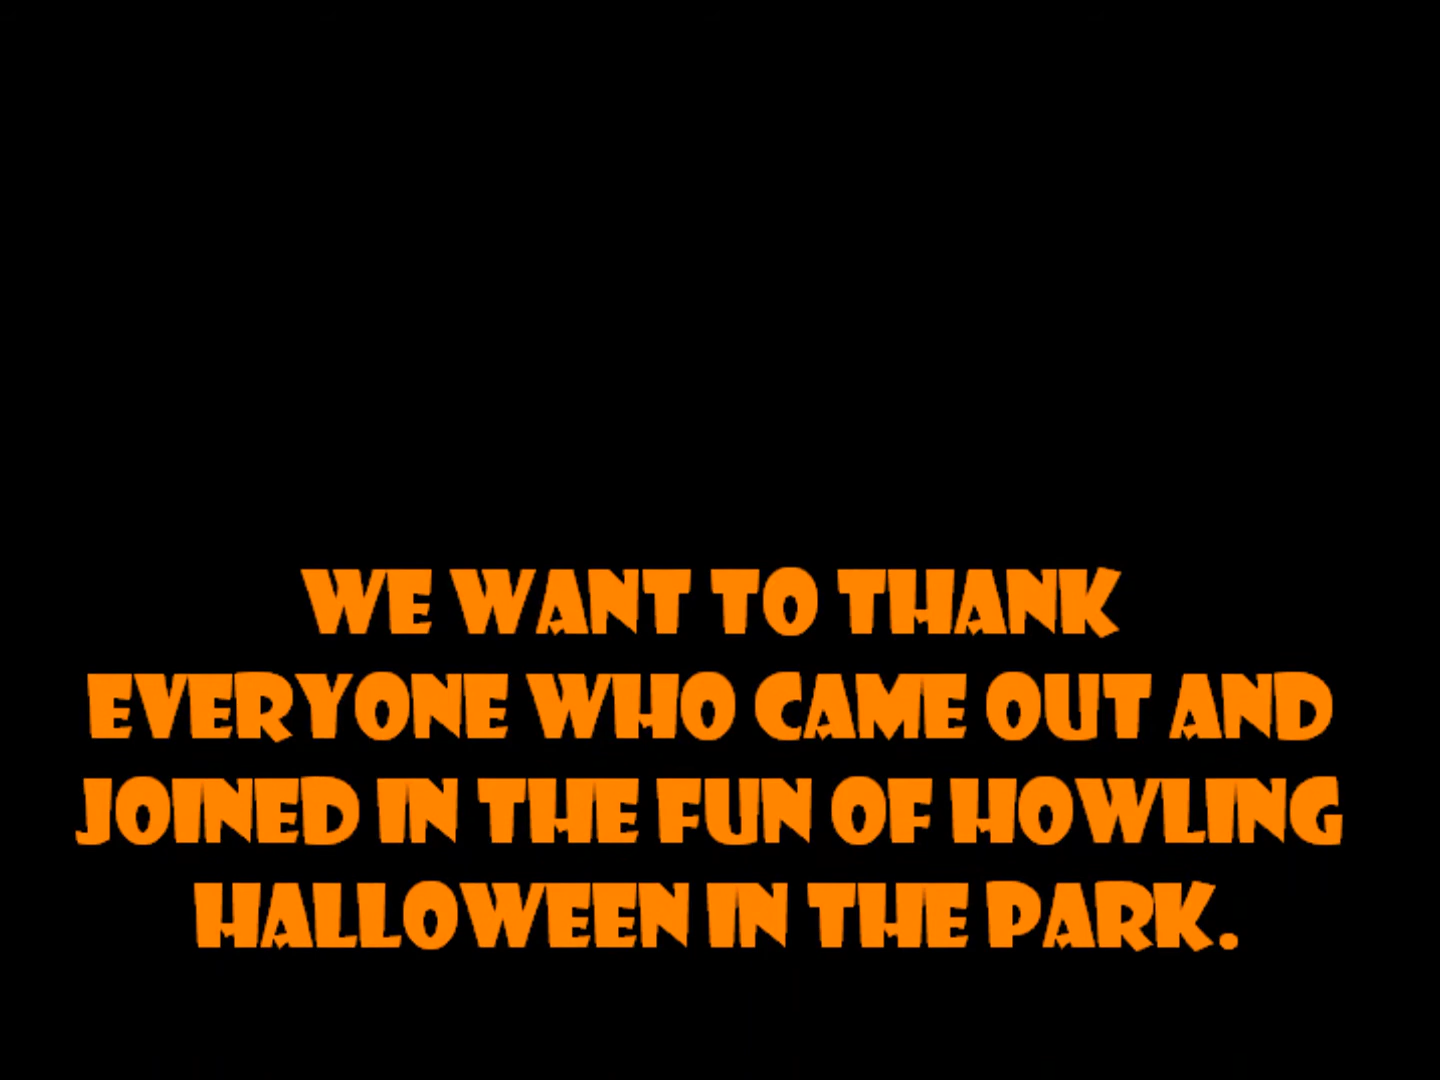 WE WANT TO THANK
EVERYONE WHO CAME OUT AND
JOINED IN THE FUN OF HOWLING
HALLOWEEN IN THE PARK.